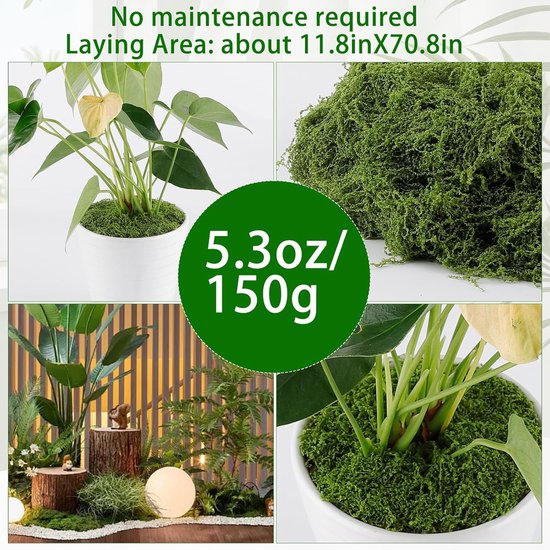 No maintenance required
Laying Area: about 11.8inX70.8in
5.3oz/
150g